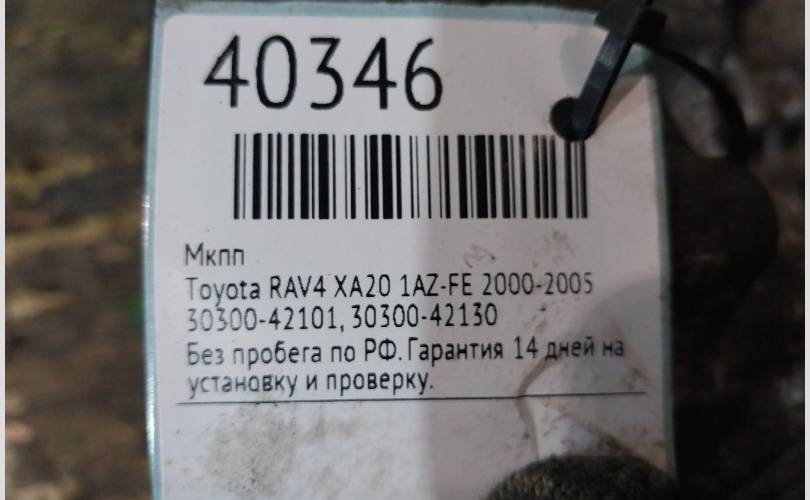 40346
Мкпп
Toyota RAV4 XA20 1AZ-FE 2000-2005
30300-42101, 30300-42130
Без пробега по РФ. Гарантия 14 дней на
установку и проверку.